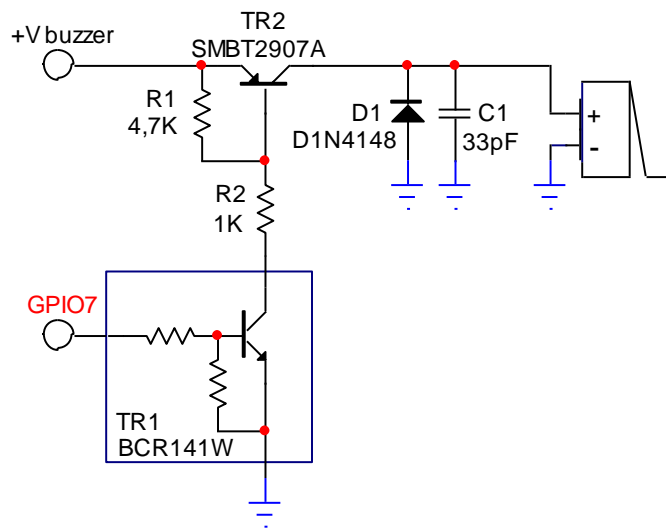 TR2
+V buzzer
SMBT2907A
R1
4,7K
D1
D1N4148
C1
33pF
+
-
R2
1K
GPIO7
TR1
BCR141W